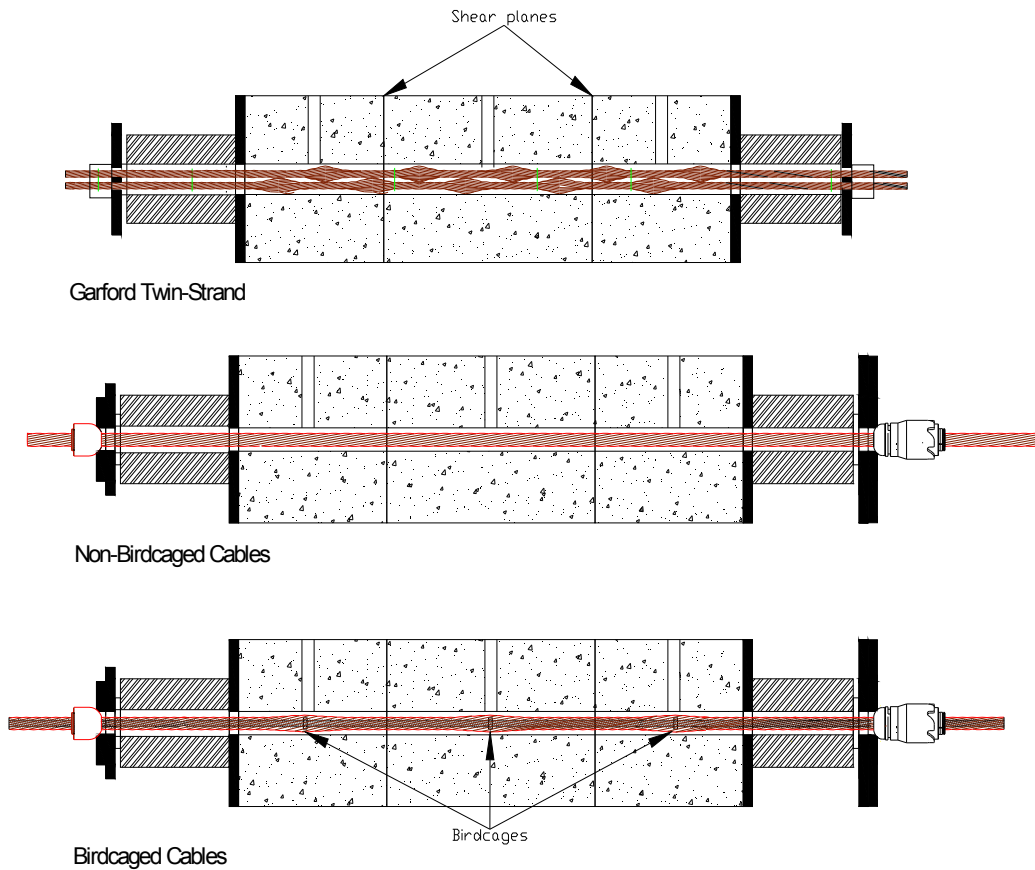 Shear planes
Garford Twin-Strand
Non-Birdcaged Cables
Birdcages
Birdcaged Cables